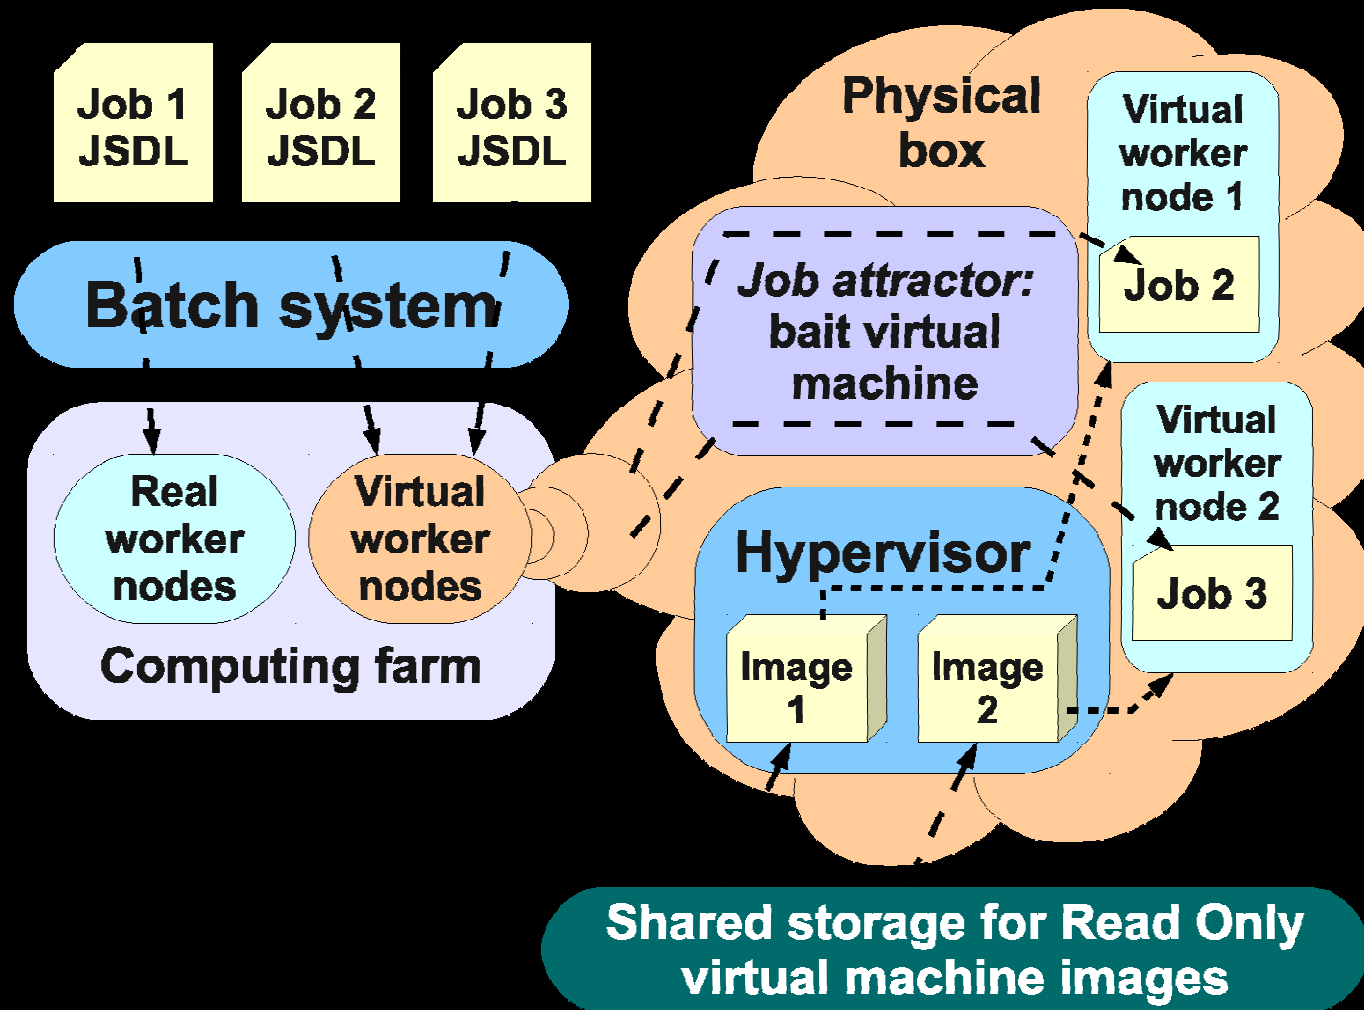 Job 1
JSDL
Job 2
JSDL
Job 3
JSDL
Batch system
Real
worker
nodes
Virtual
worker
nodes
Computing farm
Physical
box
Job attractor:
bait virtual
machine
Virtual
worker
node 1
Job 2
Virtual
worker
node 2
Job 3
Hypervisor
Image
1
Image
2
Shared storage for Read Only
virtual machine images